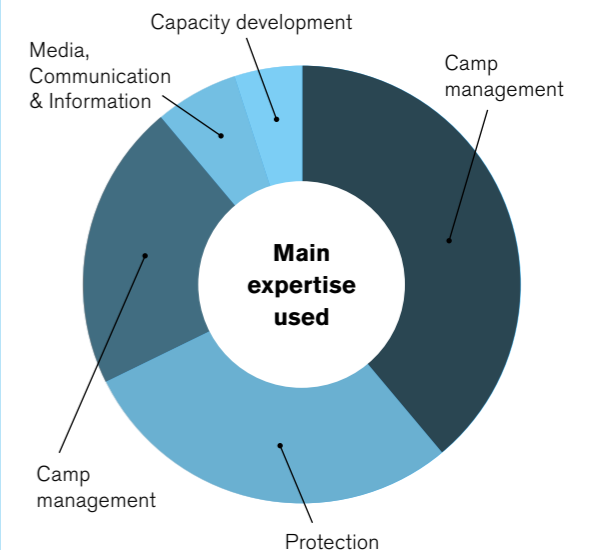 Capacity development
Media,
Communication
& Information
Camp
management
Main
expertise
used
Camp
management
Protection